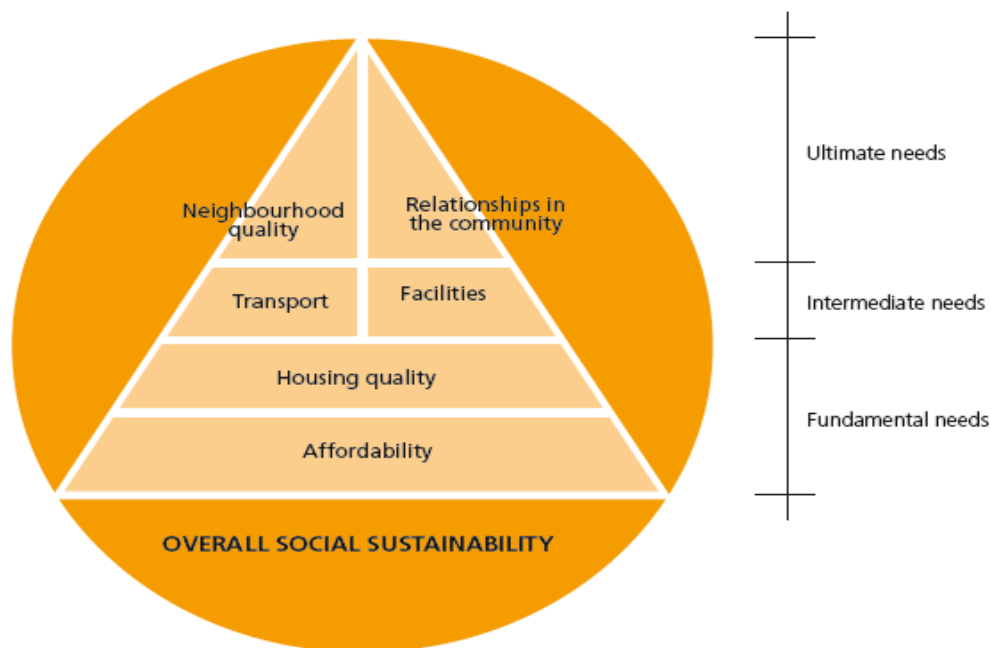 Ultimate needs
Neighbourhood
quality
Relationships in
the community
Transport
Facilities
Intermediate needs
Housing quality
Fundamental needs
Affordability
OVERALL SOCIAL SUSTAINABILITY